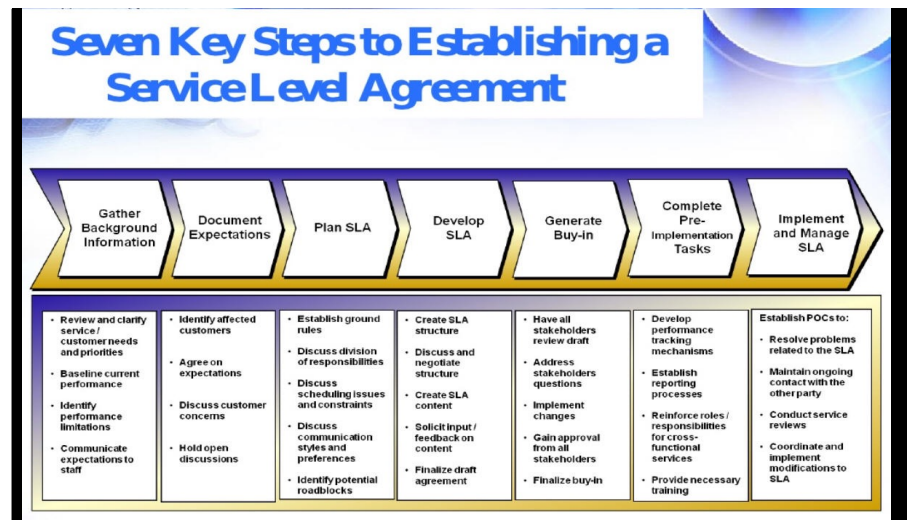 Seven Key Steps to Establishing a
Service Level Agreement
Gather
Background
Information
Document
Expectations
Plan SLA
Develop
SLA
Generate
Buy-in
Complete
Pre-
Implementation
Tasks
Implement
and Manage
SLA
• Review and clarify
service /
customer needs
and priorities
• Baseline current
performance
• Identify
performance
limitations
• Communicate
expectations to
staff
• Identify affected
customers
• Agree on
expectations
• Discuss customer
concerns
• Hold open
discussions
• Establish ground
rules
• Discuss division
of responsibilities
• Discuss
scheduling issues
and constraints
• Discuss
communication
styles and
preferences
• Identify potential
roadblocks
• Create SLA
structure
• Discuss and
negotiate
structure
• Create SLA
content
• Solicit input /
feedback on
content
• Finalize draft
agreement
• Have all
stakeholders
review draft
• Address
stakeholders
questions
• Implement
changes
• Gain approval
from all
stakeholders
• Finalize buy-in
• Develop
performance
tracking
mechanisms
• Establish
reporting
processes
• Reinforce roles /
responsibilities
for cross-
functional
services
• Provide necessary
training
Establish POCs to:
• Resolve problems
related to the SLA
• Maintain ongoing
contact with the
other party
• Conduct service
reviews
• Coordinate and
implement
modifications to
SLA